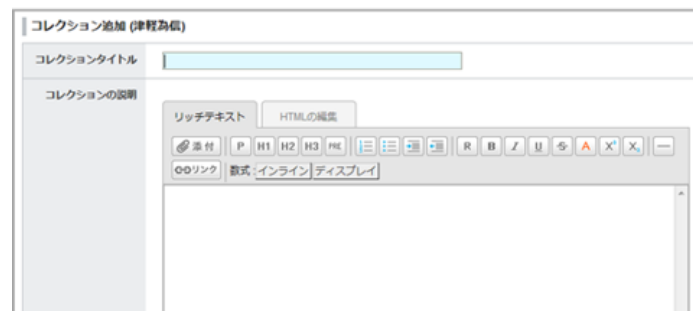 コレクション追加 (津軽為信)
コレクションタイトル
コレクションの説明
リッチテキスト HTMLの編集
添付 P H1 H2 H3 PRE R B I U S A X² X₂ —
リンク 数式: インライン ディスプレイ